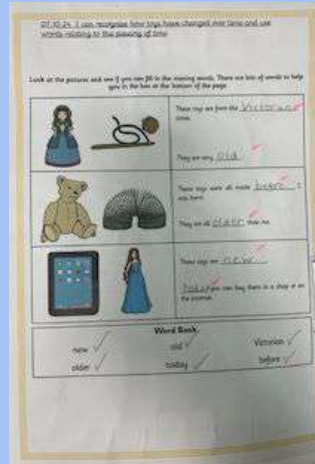 07.10.24 I can recognise how toys have changed over time and use
words relating to the passing of time
Look at the pictures and see if you can fill in the missing words. There are lots of words to help
you in the box at the bottom of the page.
These toys are from the Victorian
times.
They are very old
These toys were all made before I
was born.
They are all older than me.
These toys are new
today you can buy them in a shop or on
the internet.
Word Bank
new
old
Victorian
older
today
before